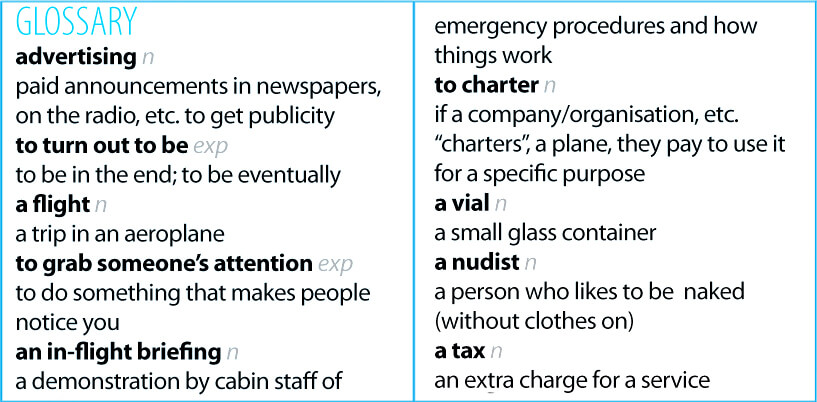 GLOSSARY
advertising n
paid announcements in newspapers,
on the radio, etc. to get publicity
to turn out to be exp
to be in the end; to be eventually
a flight n
a trip in an aeroplane
to grab someone’s attention exp
to do something that makes people
notice you
an in-flight briefing n
a demonstration by cabin staff of
emergency procedures and how
things work
to charter n
if a company/organisation, etc.
“charters”, a plane, they pay to use it
for a specific purpose
a vial n
a small glass container
a nudist n
a person who likes to be naked
(without clothes on)
a tax n
an extra charge for a service